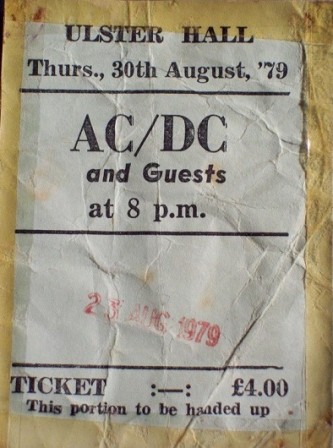 ULSTER HALL
Thurs., 30th August, '79
AC/DC
and Guests
at 8 p.m.
AUG 1979
TICKET :—: £4.00
This portion to be handed up